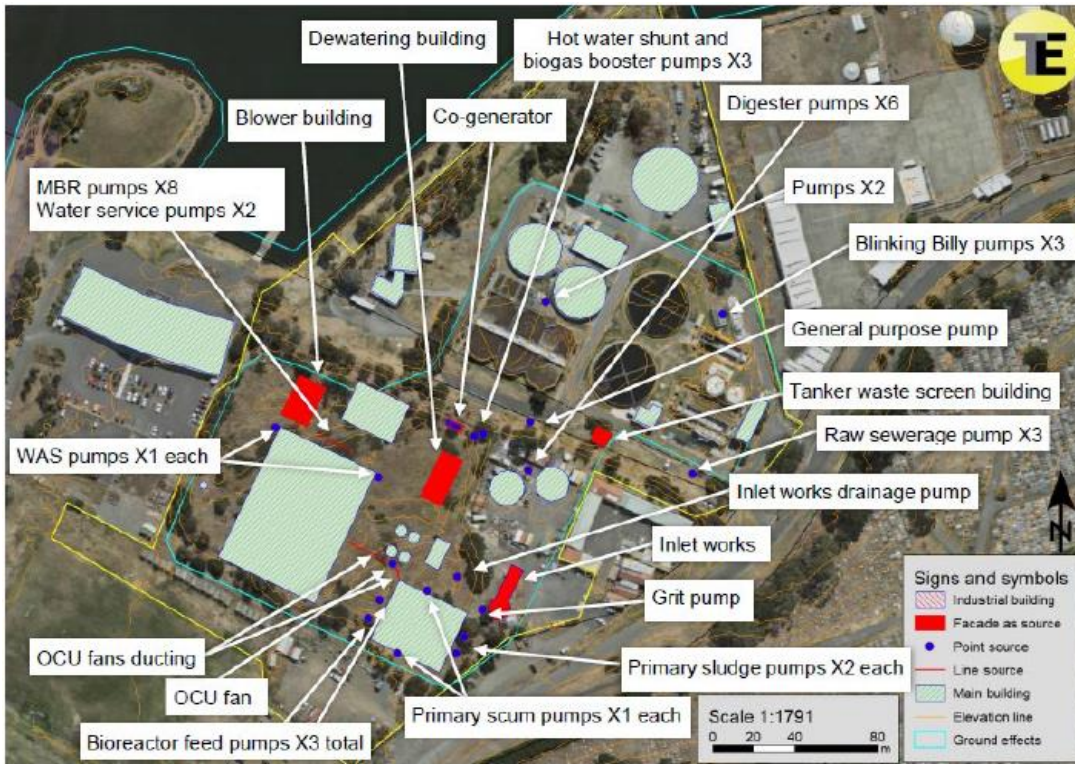 Dewatering building
Hot water shunt and
biogas booster pumps X3
TE
Blower building
Co-generator
Digester pumps X6
MBR pumps X8
Water service pumps X2
Pumps X2
Blinking Billy pumps X3
General purpose pump
Tanker waste screen building
WAS pumps X1 each
Raw sewerage pump X3
Inlet works drainage pump
Inlet works
Grit pump
OCU fans ducting
OCU fan
Primary sludge pumps X2 each
Primary scum pumps X1 each
Bioreactor feed pumps X3 total
N
Signs and symbols
Industrial building
Facade as source
Point source
Line source
Main building
Elevation line
Ground effects
Scale 1:1791
0 20 40 80
m